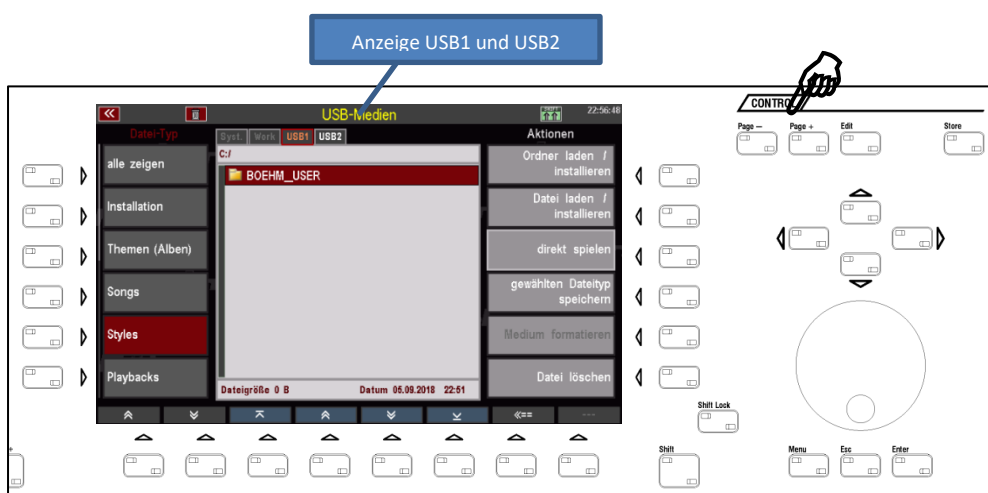 Anzeige USB1 und USB2
USB-Medien
22:56:48
Datei-Typ
Syst. Work USB1 USB2
Aktionen
C:/
alle zeigen
BOEHM_USER
Ordner laden /
installieren
Installation
Datei laden /
installieren
Themen (Alben)
direkt spielen
Songs
gewählten Dateityp
speichern
Styles
Medium formatieren
Playbacks
Dateigröße 0 B
Datum 05.09.2018 22:51
Datei löschen
«==
---
Page —
Page +
Edit
Store
Shift Lock
Shift
Menu
Esc
Enter